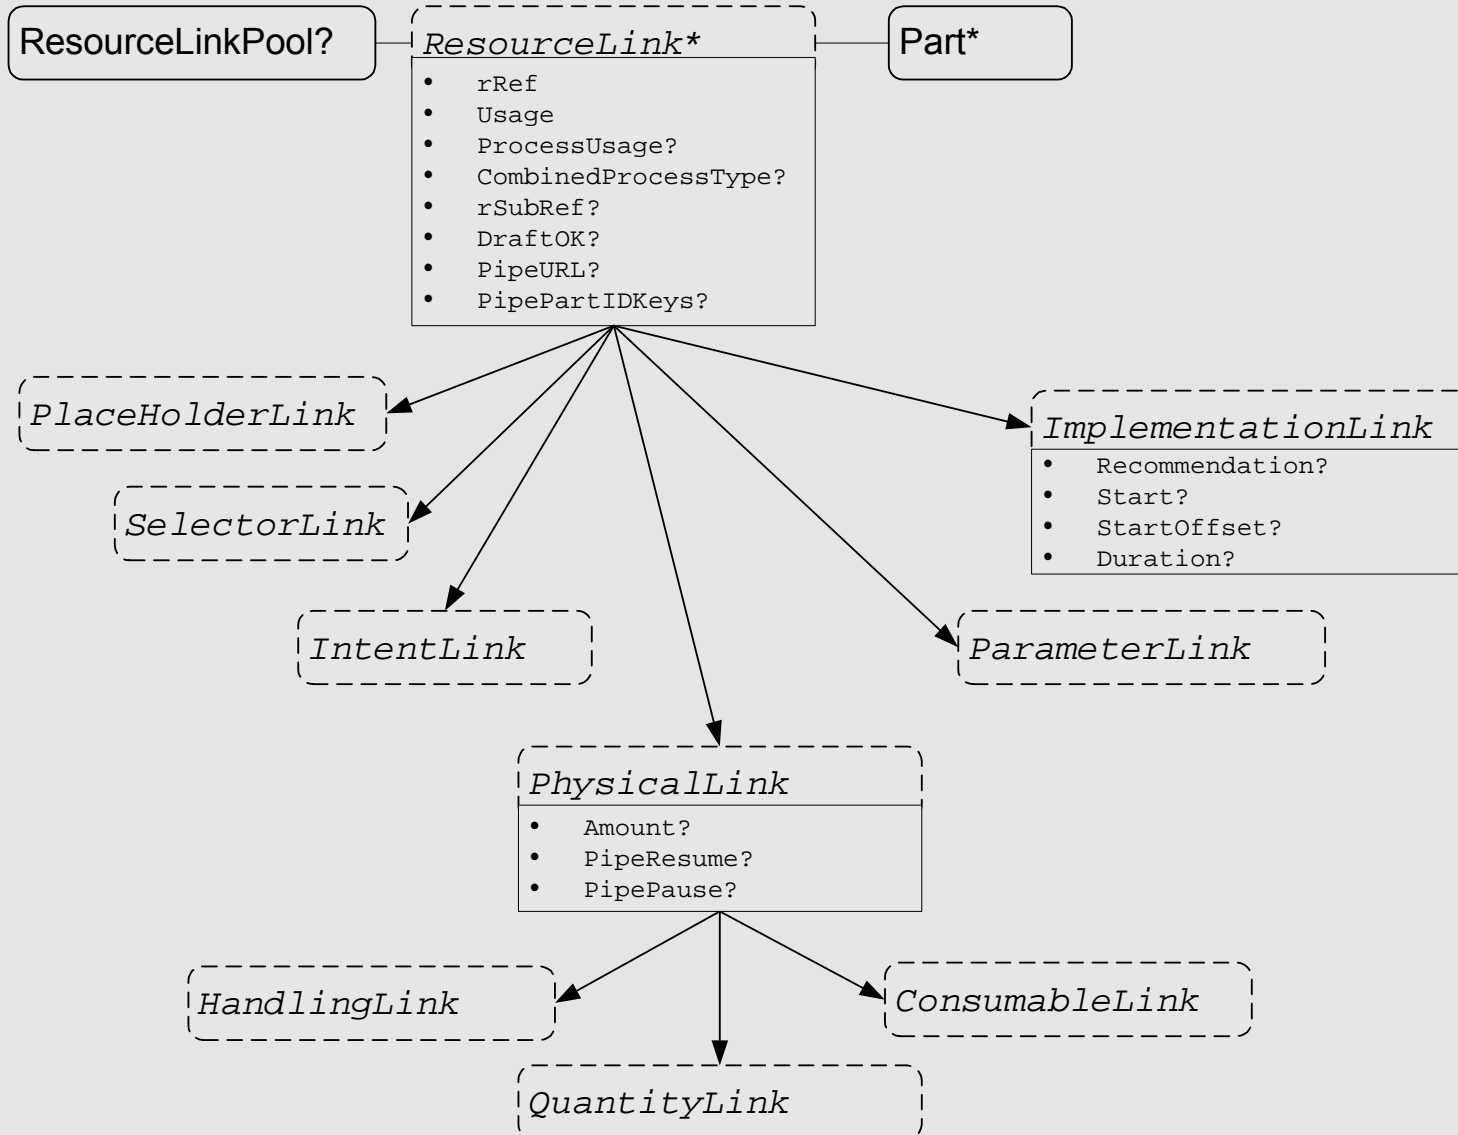 ResourceLinkPool?
ResourceLink*
Part*
• rRef
• Usage
• ProcessUsage?
• CombinedProcessType?
• rSubRef?
• DraftOK?
• PipeURL?
• PipePartIDKeys?
PlaceHolderLink
ImplementationLink
• Recommendation?
• Start?
• StartOffset?
• Duration?
SelectorLink
IntentLink
ParameterLink
PhysicalLink
• Amount?
• PipeResume?
• PipePause?
HandlingLink
ConsumableLink
QuantityLink